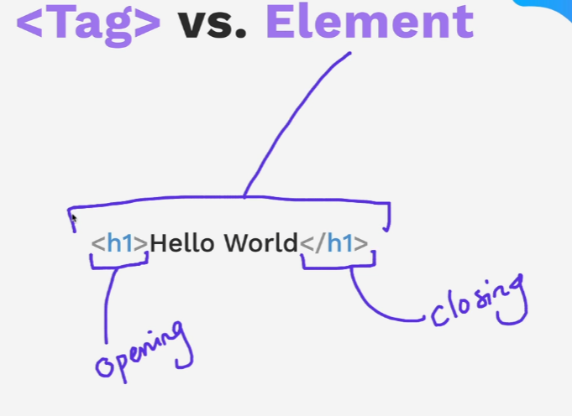 <Tag> vs. Element
<h1>Hello World</h1>
opening
closing